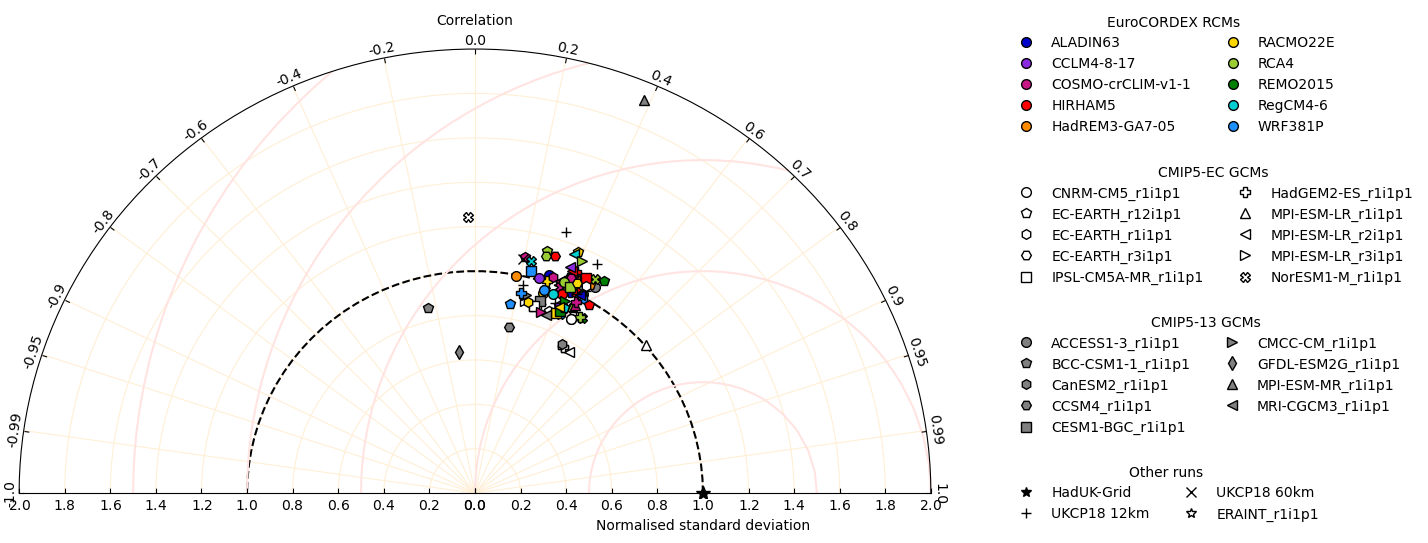 Correlation
0.0
-0.2
0.2
-0.4
0.4
-0.6
0.6
-0.7
0.7
-0.8
0.8
-0.9
0.9
-0.95
0.95
-0.99
0.99
-1.0
1.0
2.0 1.8 1.6 1.4 1.2 1.0 0.8 0.6 0.4 0.2 0.0 0.2 0.4 0.6 0.8 1.0 1.2 1.4 1.6 1.8 2.0
Normalised standard deviation
EuroCORDEX RCMs
ALADIN63 RACMO22E
CCLM4-8-17 RCA4
COSMO-crCLIM-v1-1 REMO2015
HIRHAM5 RegCM4-6
HadREM3-GA7-05 WRF381P
CMIP5-EC GCMs
CNRM-CM5_r1i1p1 HadGEM2-ES_r1i1p1
EC-EARTH_r12i1p1 MPI-ESM-LR_r1i1p1
EC-EARTH_r1i1p1 MPI-ESM-LR_r2i1p1
EC-EARTH_r3i1p1 MPI-ESM-LR_r3i1p1
IPSL-CM5A-MR_r1i1p1 NorESM1-M_r1i1p1
CMIP5-13 GCMs
ACCESS1-3_r1i1p1 CMCC-CM_r1i1p1
BCC-CSM1-1_r1i1p1 GFDL-ESM2G_r1i1p1
CanESM2_r1i1p1 MPI-ESM-MR_r1i1p1
CCSM4_r1i1p1 MRI-CGCM3_r1i1p1
CESM1-BGC_r1i1p1
Other runs
HadUK-Grid UKCP18 60km
UKCP18 12km ERAINT_r1i1p1